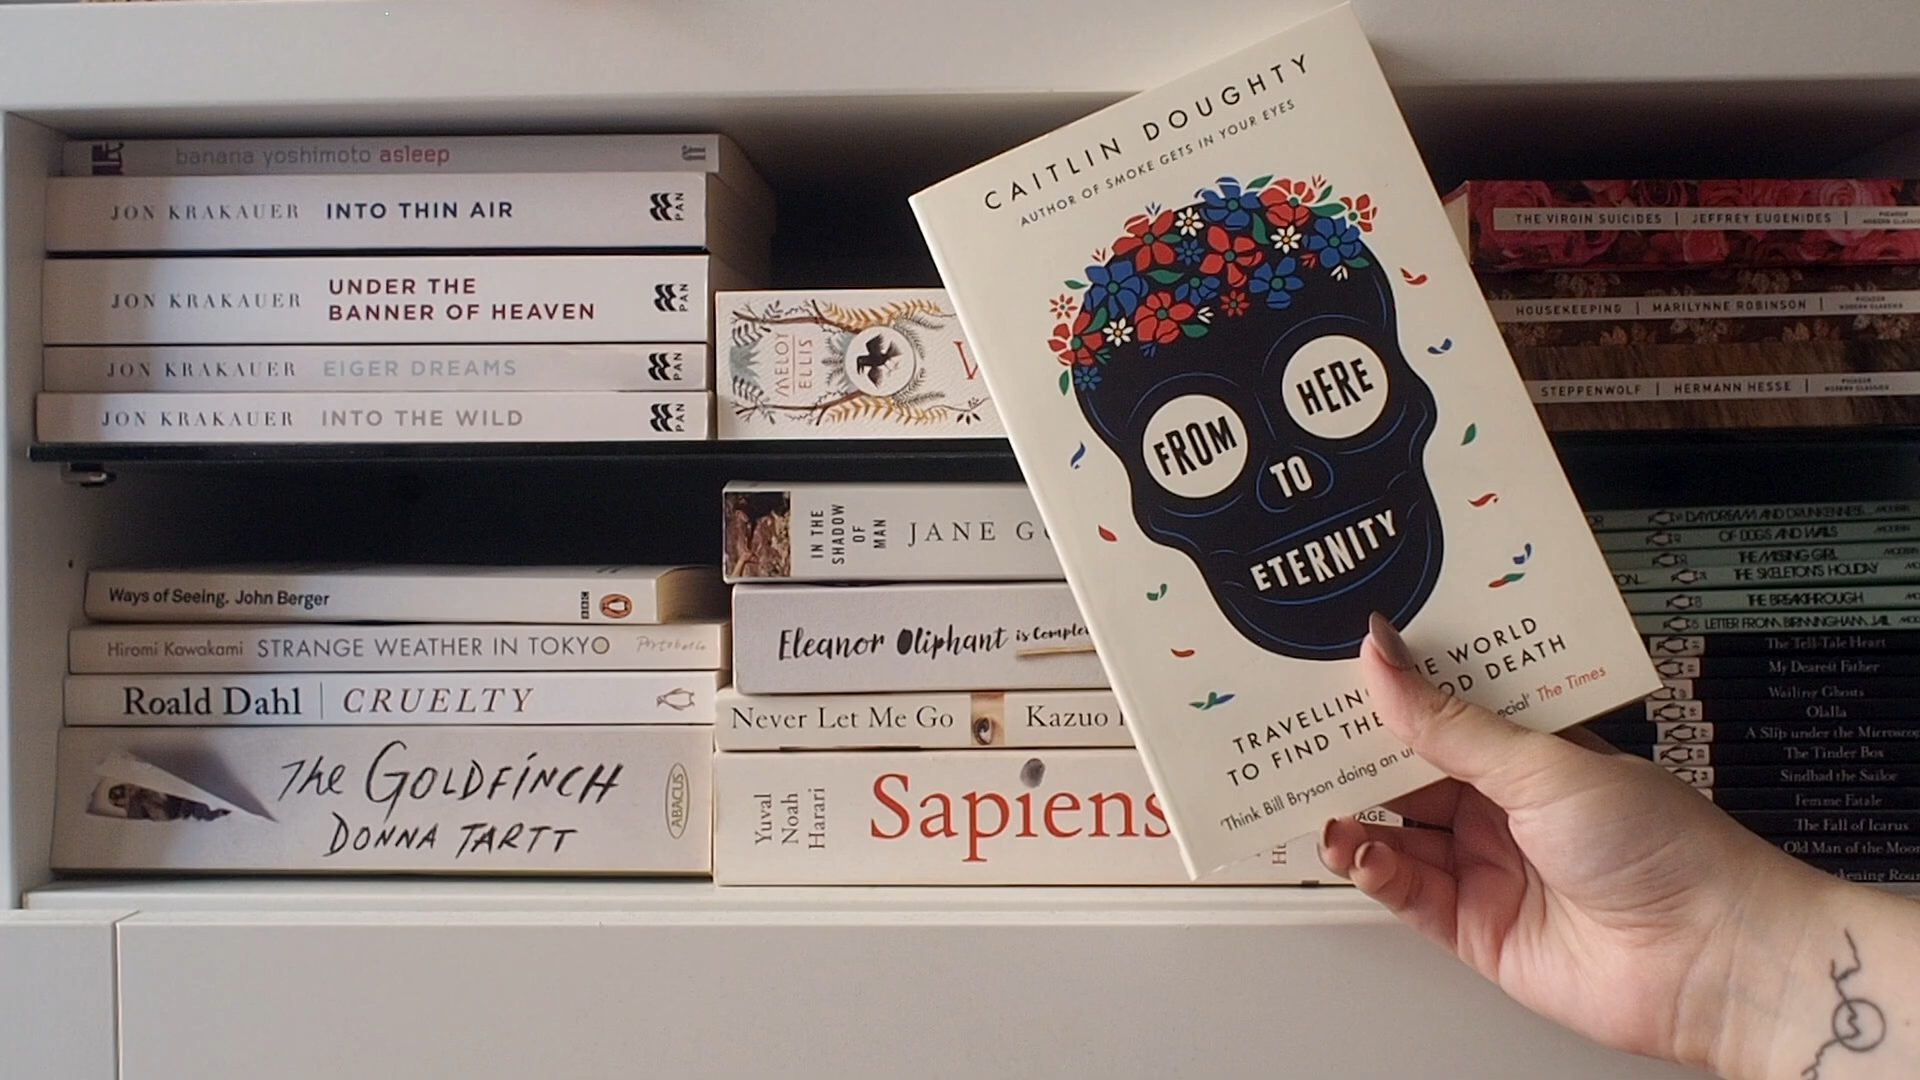 banana yoshimoto asleep
JON KRAKAUER INTO THIN AIR PAN
JON KRAKAUER UNDER THE
BANNER OF HEAVEN PAN
JON KRAKAUER EIGER DREAMS PAN
JON KRAKAUER INTO THE WILD PAN
MELOY
ELLIS
Ways of Seeing. John Berger BBC
Hiromi Kawakami STRANGE WEATHER IN TOKYO Portobello
Roald Dahl | CRUELTY
The GOLDFINCH
DONNA TARTT
ABACUS
IN THE
SHADOW
OF
MAN
JANE
Eleanor Oliphant is
Never Let Me Go Kazuo
Yuval
Noah
Harari
Sapiens
CAITLIN DOUGHTY
AUTHOR OF SMOKE GETS IN YOUR EYES
FROM
HERE
TO
ETERNITY
WORLD
TO FIND THE DEATH
'Think Bill Bryson doing an The Times
THE VIRGIN SUICIDES | JEFFREY EUGENIDES |
HOUSEKEEPING | MARILYNNE ROBINSON |
STEPPENWOLF | HERMANN HESSE |
DAYDREAM AND DRUNKENNES
OF DOGS AND WALLS
THE MISSING GIRL
THE SKELETON'S HOLIDAY
THE BREAKTHROUGH
LETTER FROM BIRMINGHAM JAIL
The Tell-Tale Heart
My Dearest Father
Wailing Ghosts
Olalla
A Slip under the Microsco
The Tinder Box
Sindbad the Sailor
Femme Fatale
The Fall of Icarus
Old Man of the Moo